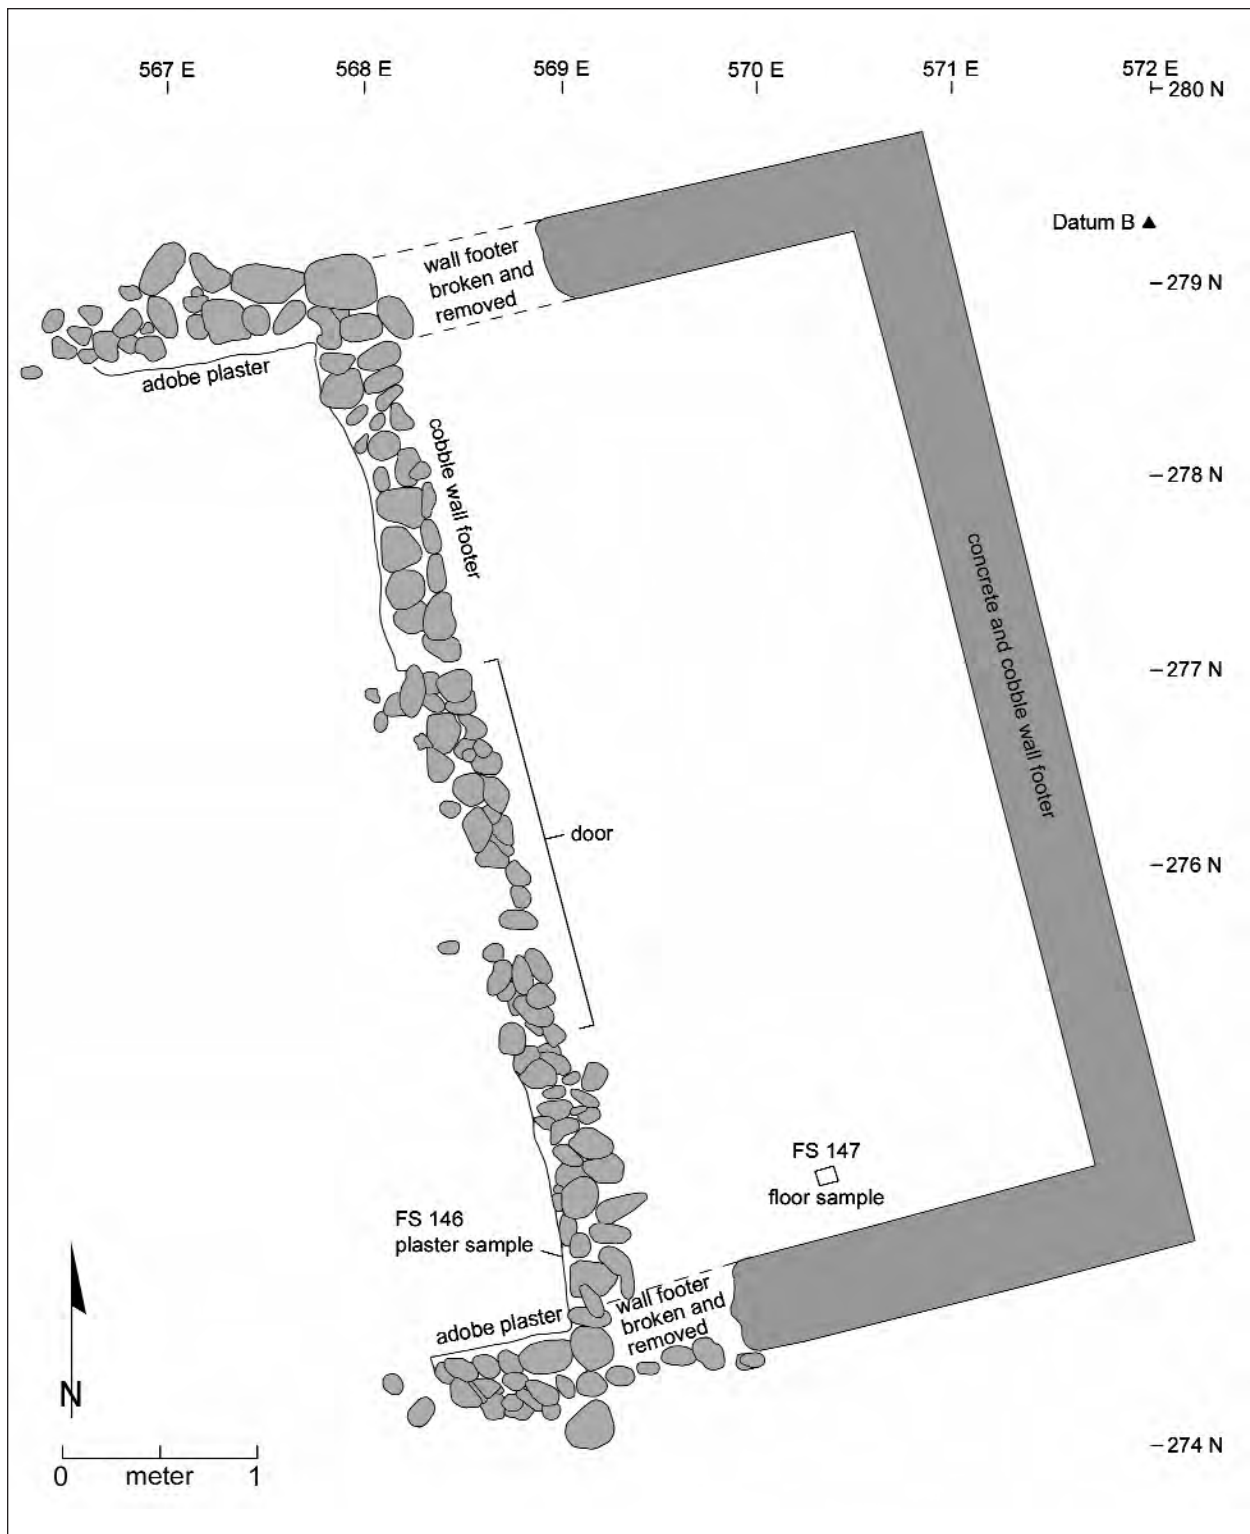 567 E
568 E
569 E
570 E
571 E
572 E
280 N
Datum B
wall footer
broken and
removed
279 N
adobe plaster
cobble wall footer
278 N
concrete and cobble wall footer
277 N
door
276 N
FS 147
floor sample
FS 146
plaster sample
wall footer
broken and
removed
adobe plaster
N
274 N
0 meter 1